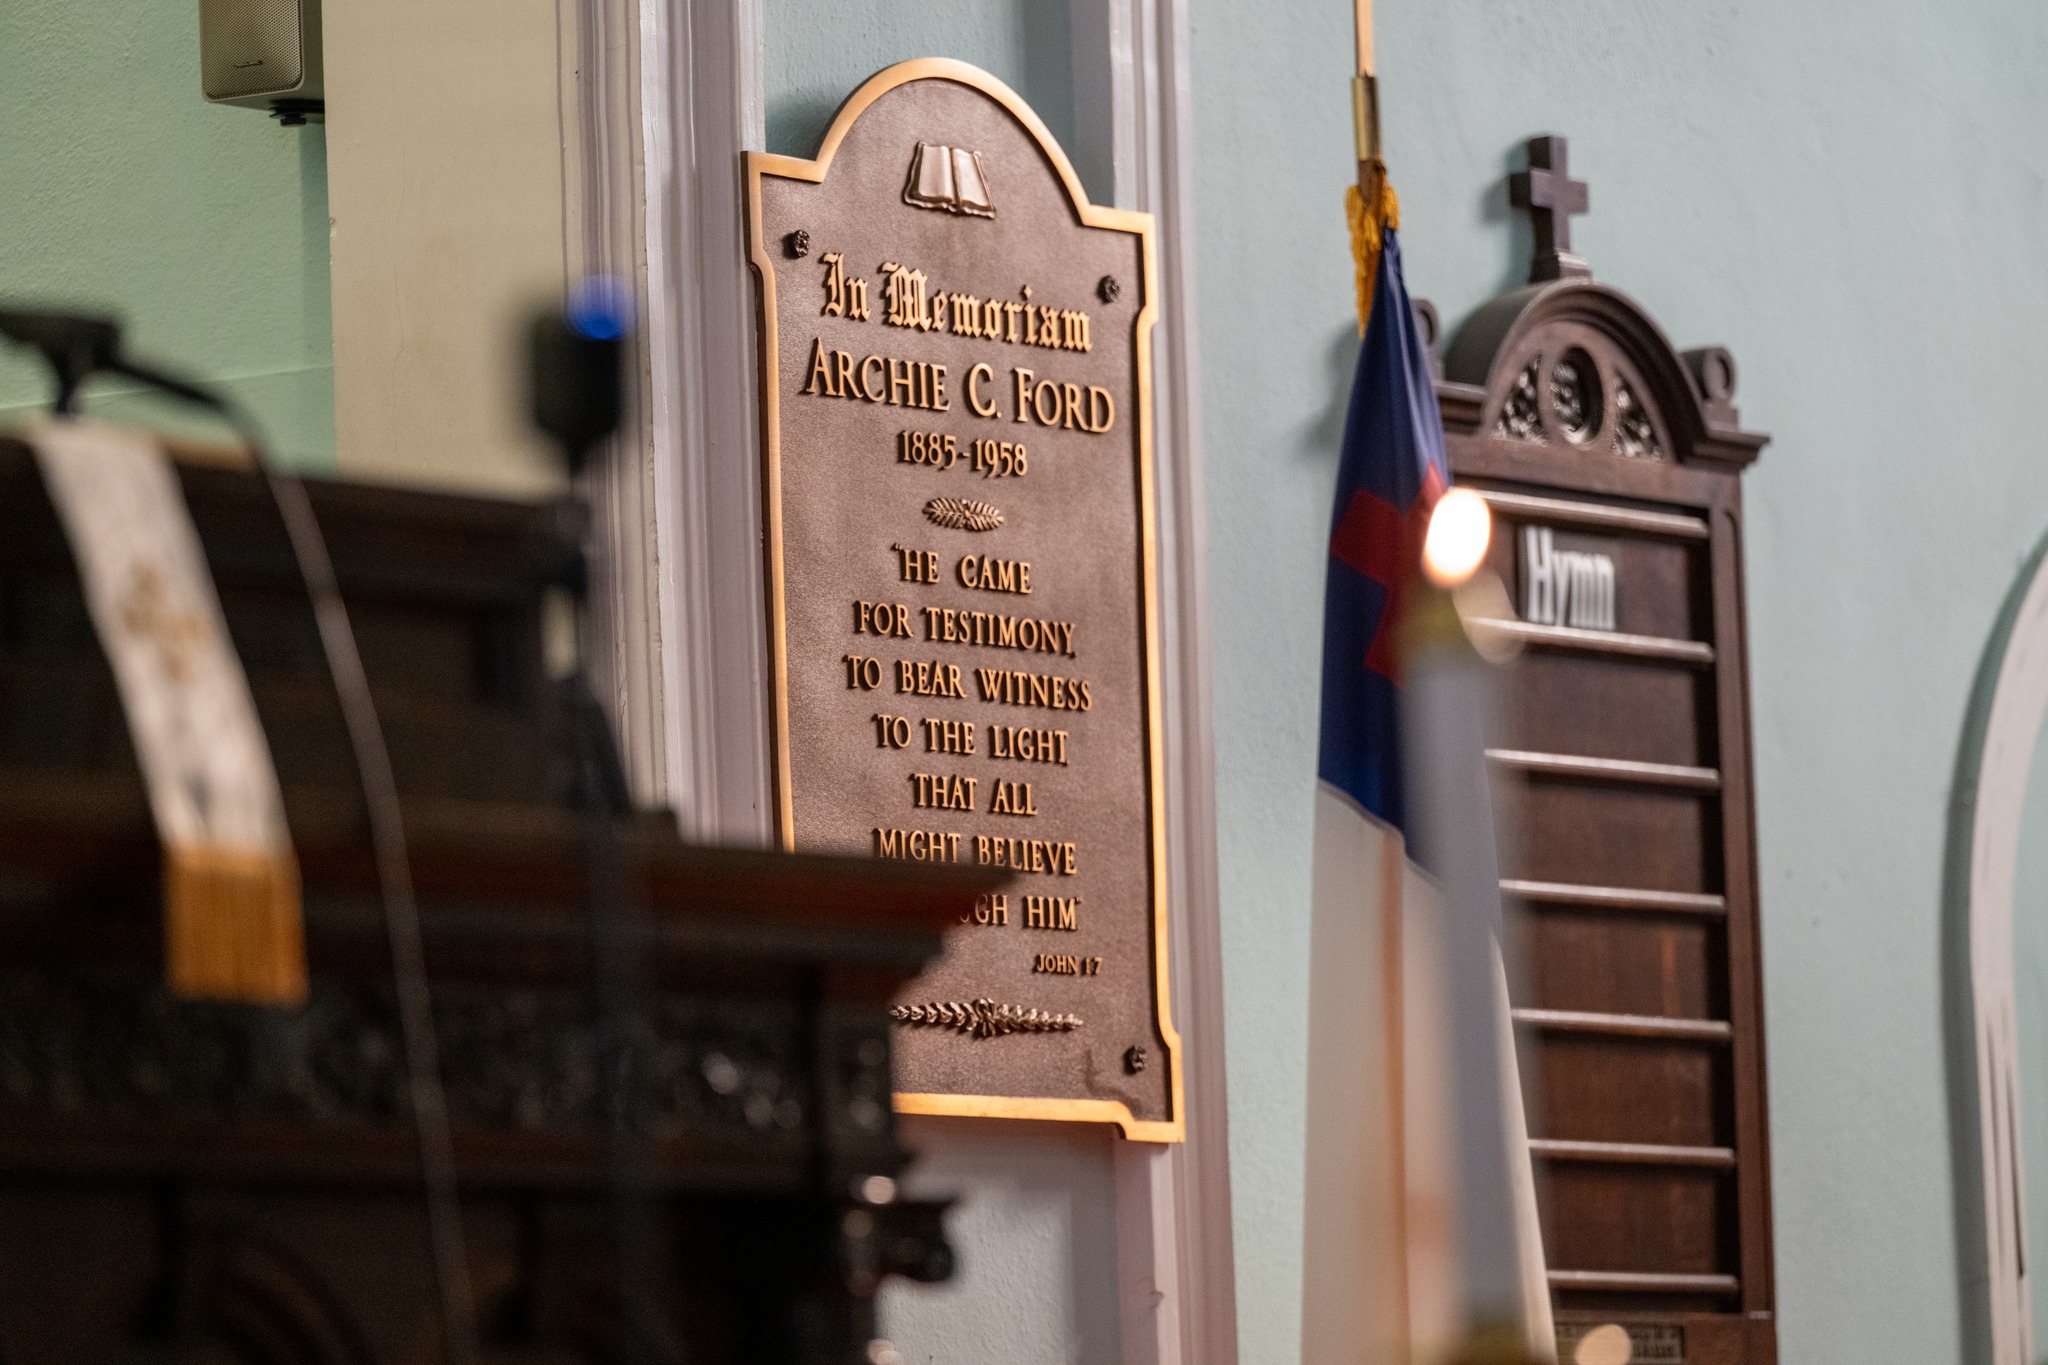 In Memoriam
ARCHIE C. FORD
1885-1958
"HE CAME
FOR TESTIMONY,
TO BEAR WITNESS
TO THE LIGHT,
THAT ALL
MIGHT BELIEVE
UGH HIM"
JOHN 1:7
Hymn